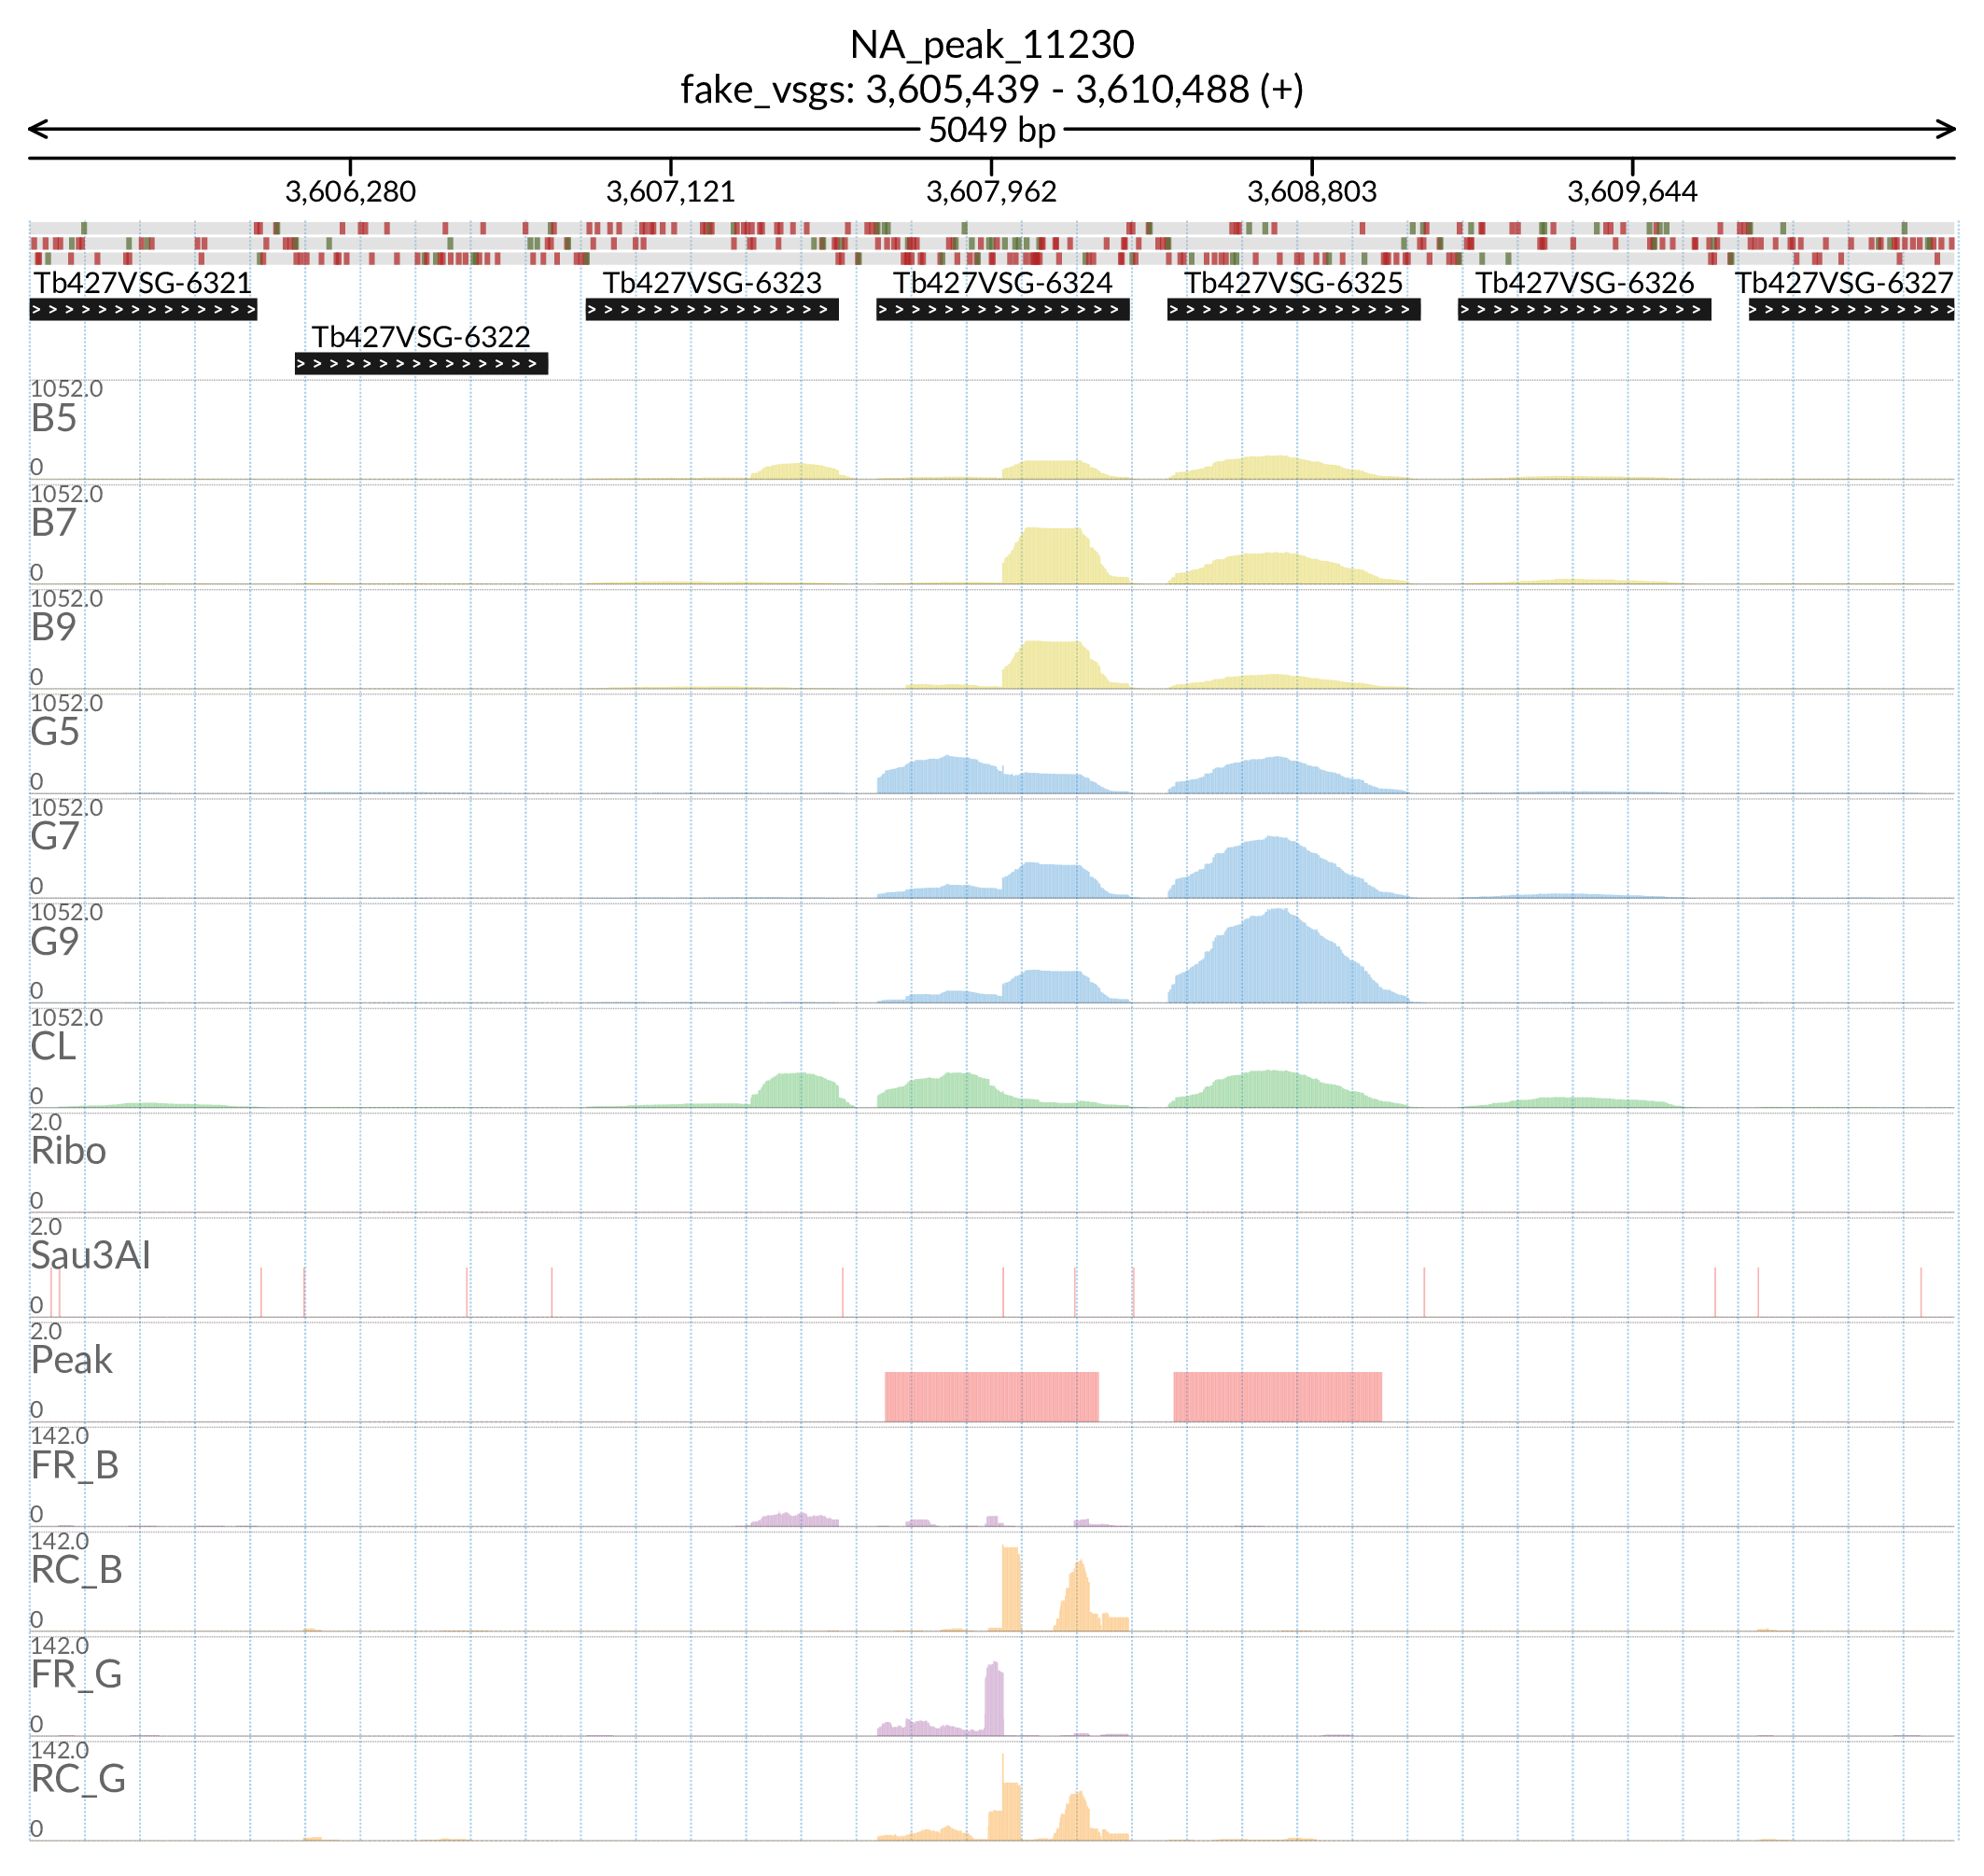 NA_peak_11230
fake_vsgs: 3,605,439 - 3,610,488 (+)
5049 bp
3,606,280 3,607,121 3,607,962 3,608,803 3,609,644
Tb427VSG-6321 Tb427VSG-6323 Tb427VSG-6324 Tb427VSG-6325 Tb427VSG-6326 Tb427VSG-6327
Tb427VSG-6322
1052.0
B5
0
1052.0
B7
0
1052.0
B9
0
1052.0
G5
0
1052.0
G7
0
1052.0
G9
0
1052.0
CL
0
2.0
Ribo
0
2.0
Sau3AI
0
2.0
Peak
0
142.0
FR_B
0
142.0
RC_B
0
142.0
FR_G
0
142.0
RC_G
0